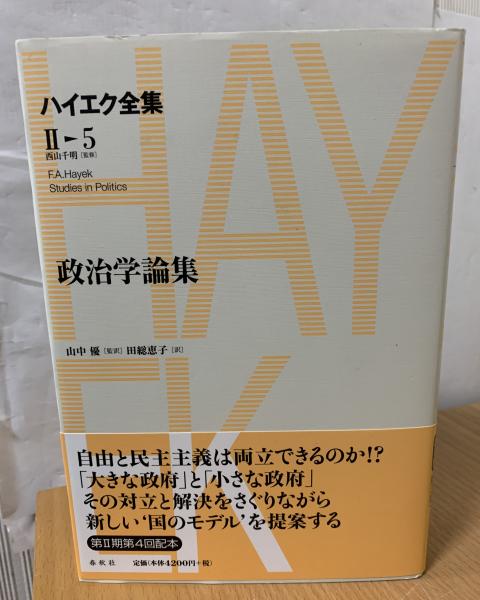 HAY
EK
ハイエク全集
Ⅱ-5
西山千明［監修］
F.A.Hayek
Studies in Politics
政治学論集
山中 優［監訳］ 田総恵子［訳］
自由と民主主義は両立できるのか!?
「大きな政府」と「小さな政府」
その対立と解決をさぐりながら
新しい‘国のモデル’を提案する
第Ⅱ期第4回配本
春秋社 定価(本体4200円+税)